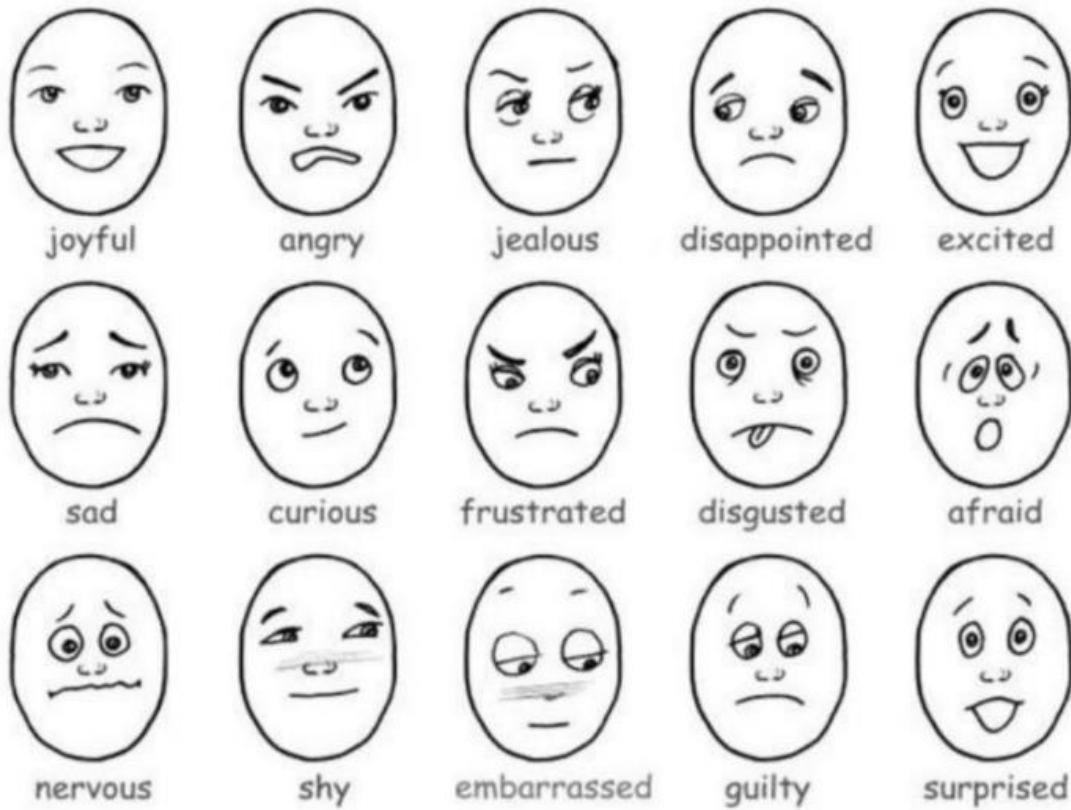 joyful angry jealous disappointed excited
sad curious frustrated disgusted afraid
nervous shy embarrassed guilty surprised